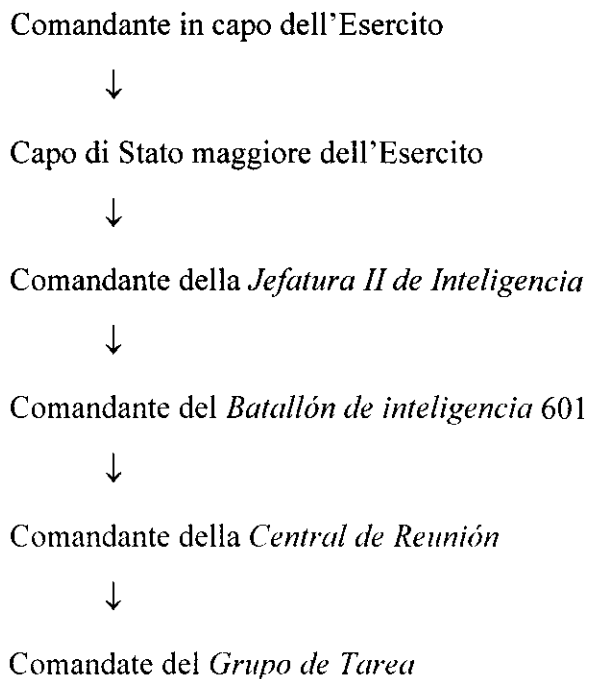 Comandante in capo dell'Esercito
↓
Capo di Stato maggiore dell'Esercito
↓
Comandante della Jefatura II de Inteligencia
↓
Comandante del Batallón de inteligencia 601
↓
Comandante della Central de Reunión
↓
Comandate del Grupo de Tarea